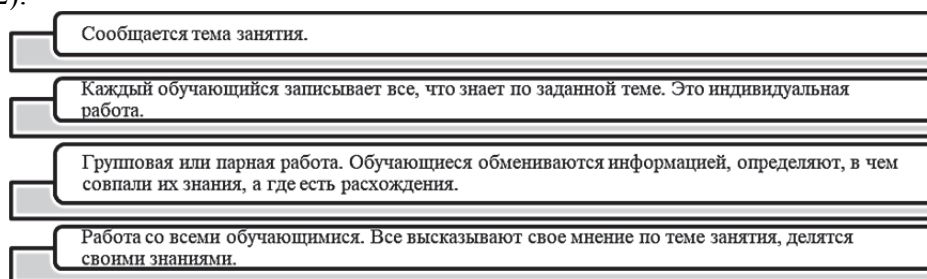 2).
Сообщается тема занятия.
Каждый обучающийся записывает все, что знает по заданной теме. Это индивидуальная
работа.
Групповая или парная работа. Обучающиеся обмениваются информацией, определяют, в чем
совпали их знания, а где есть расхождения.
Работа со всеми обучающимися. Все высказывают свое мнение по теме занятия, делятся
своими знаниями.